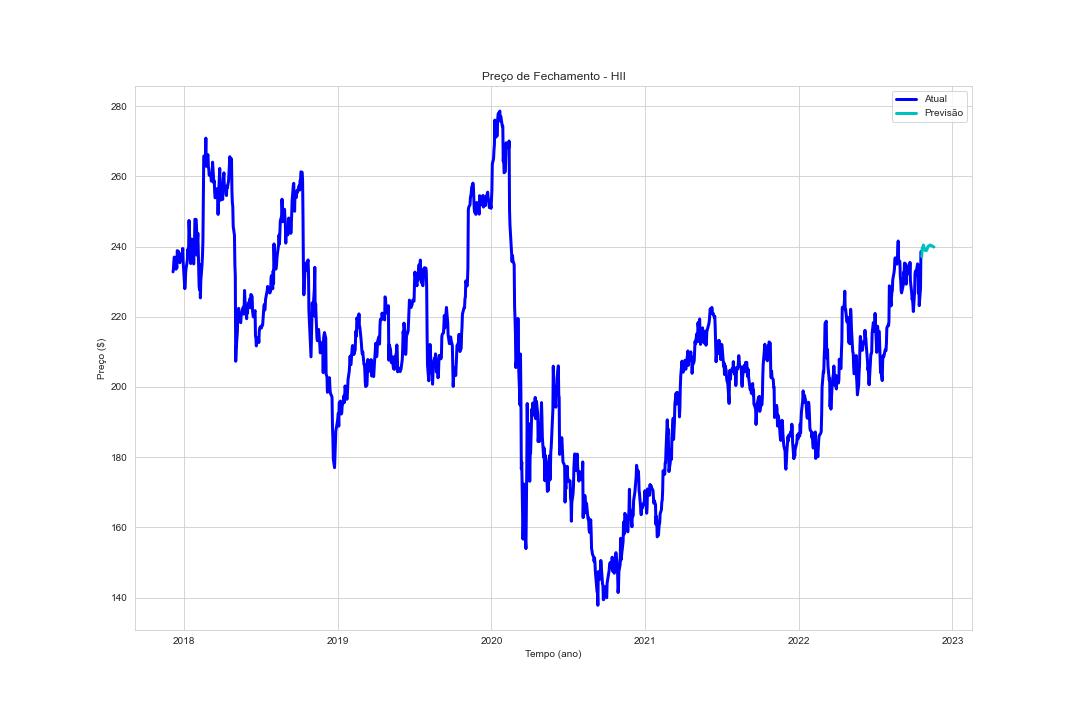 Preço de Fechamento - HII
Atual
Previsão
280
260
240
220
200
180
160
140
Preço ($)
2018 2019 2020 2021 2022 2023
Tempo (ano)